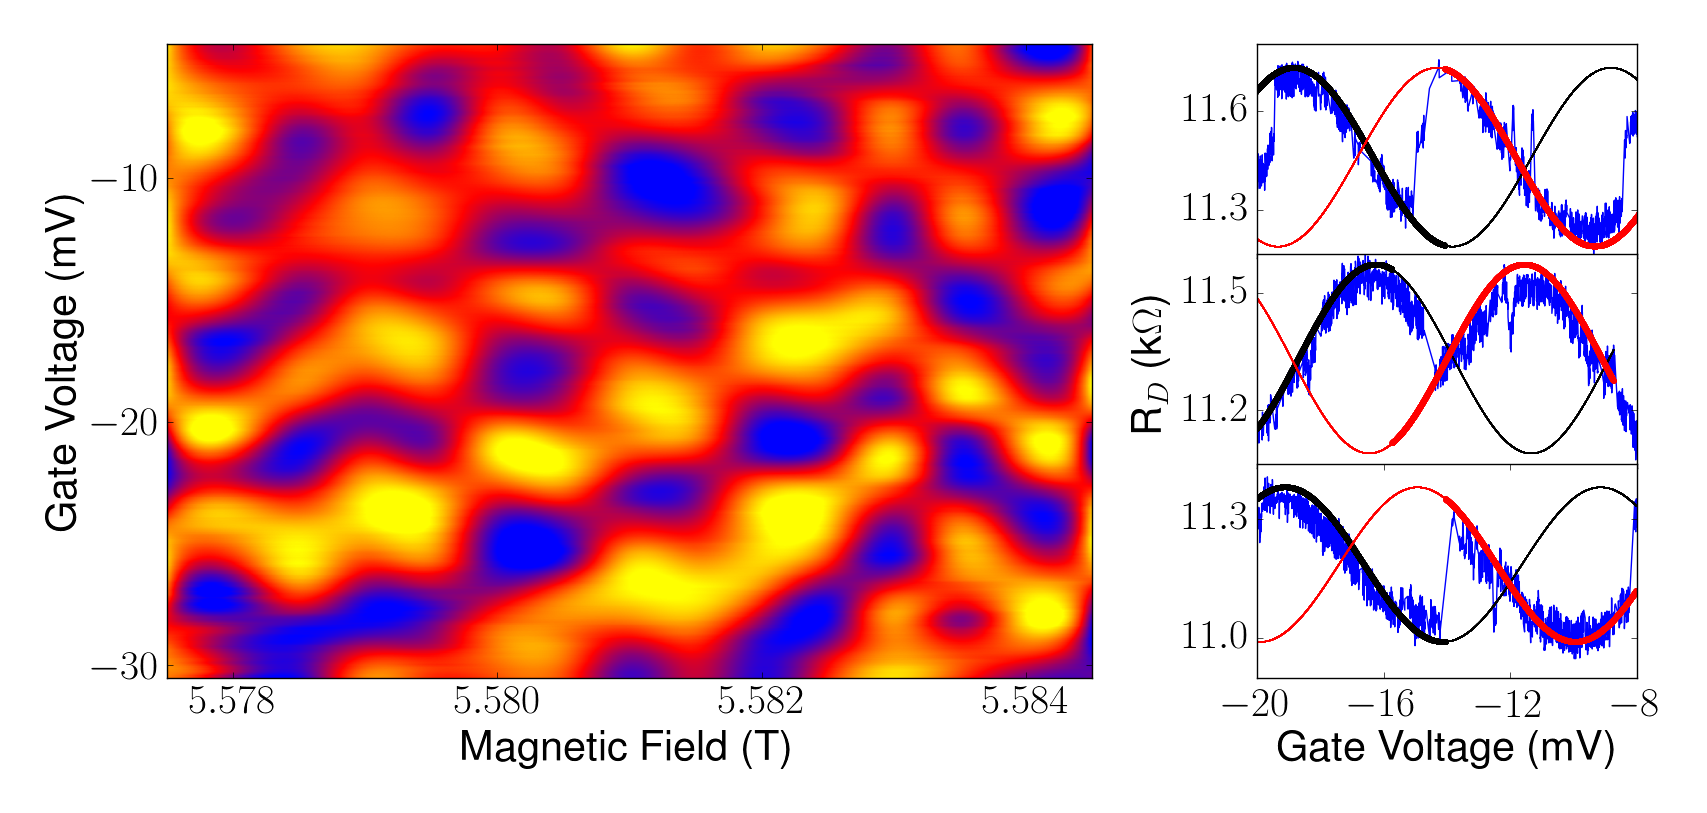 Gate Voltage (mV)
−10
−20
−30
5.578 5.580 5.582 5.584
Magnetic Field (T)
R_D (kΩ)
11.6
11.3
11.5
11.2
11.3
11.0
−20 −16 −12 −8
Gate Voltage (mV)